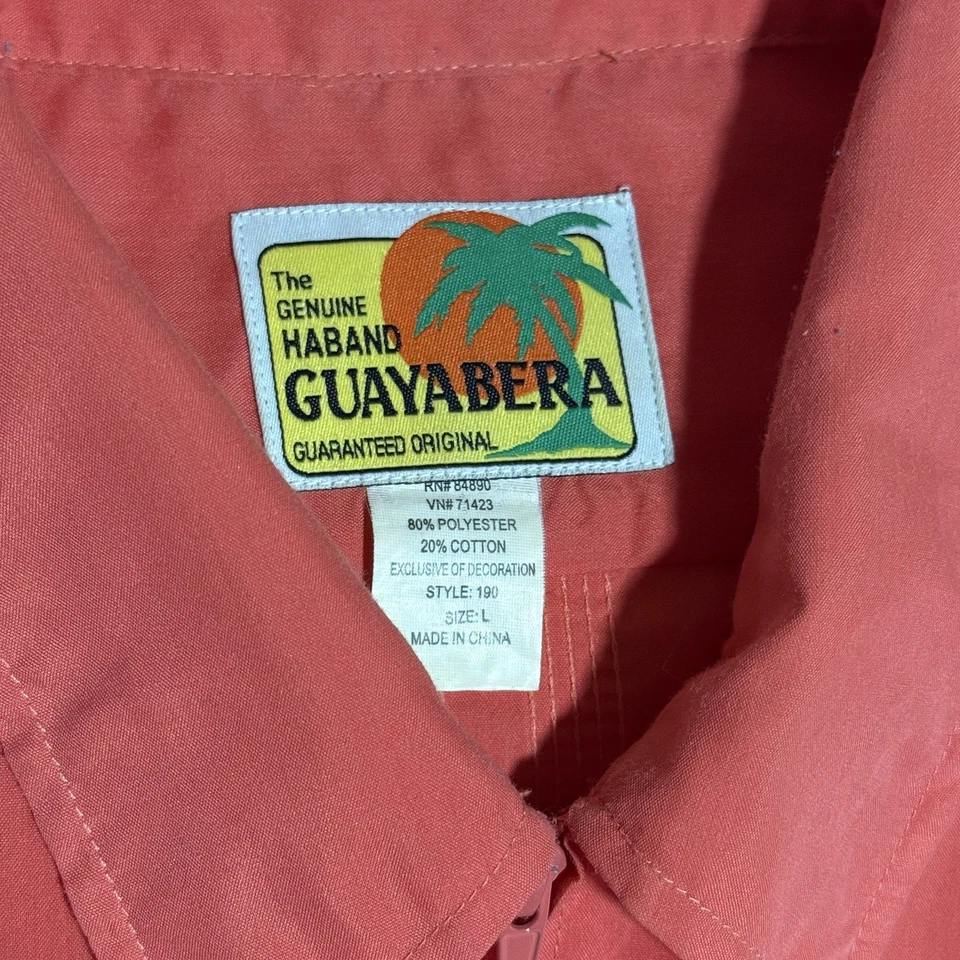 The
GENUINE
HABAND
GUAYABERA
GUARANTEED ORIGINAL
RN# 84890
VN# 71423
80% POLYESTER
20% COTTON
EXCLUSIVE OF DECORATION
STYLE: 190
SIZE: L
MADE IN CHINA